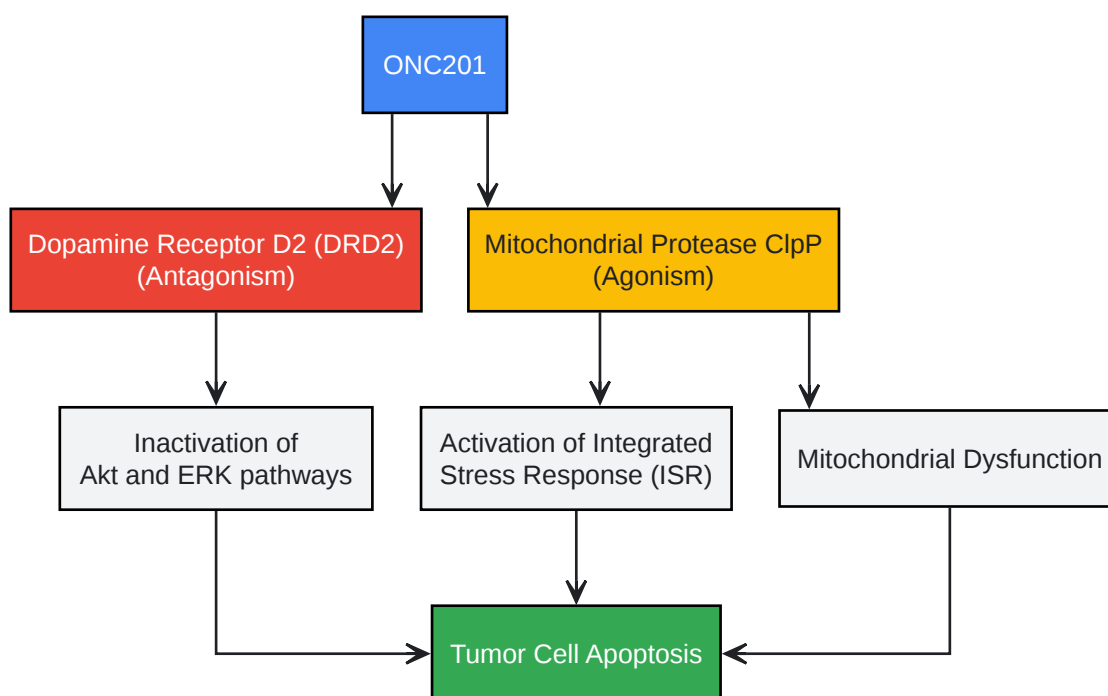 ONC201
Dopamine Receptor D2 (DRD2)
(Antagonism)
Mitochondrial Protease ClpP
(Agonism)
Inactivation of
Akt and ERK pathways
Activation of Integrated
Stress Response (ISR)
Mitochondrial Dysfunction
Tumor Cell Apoptosis